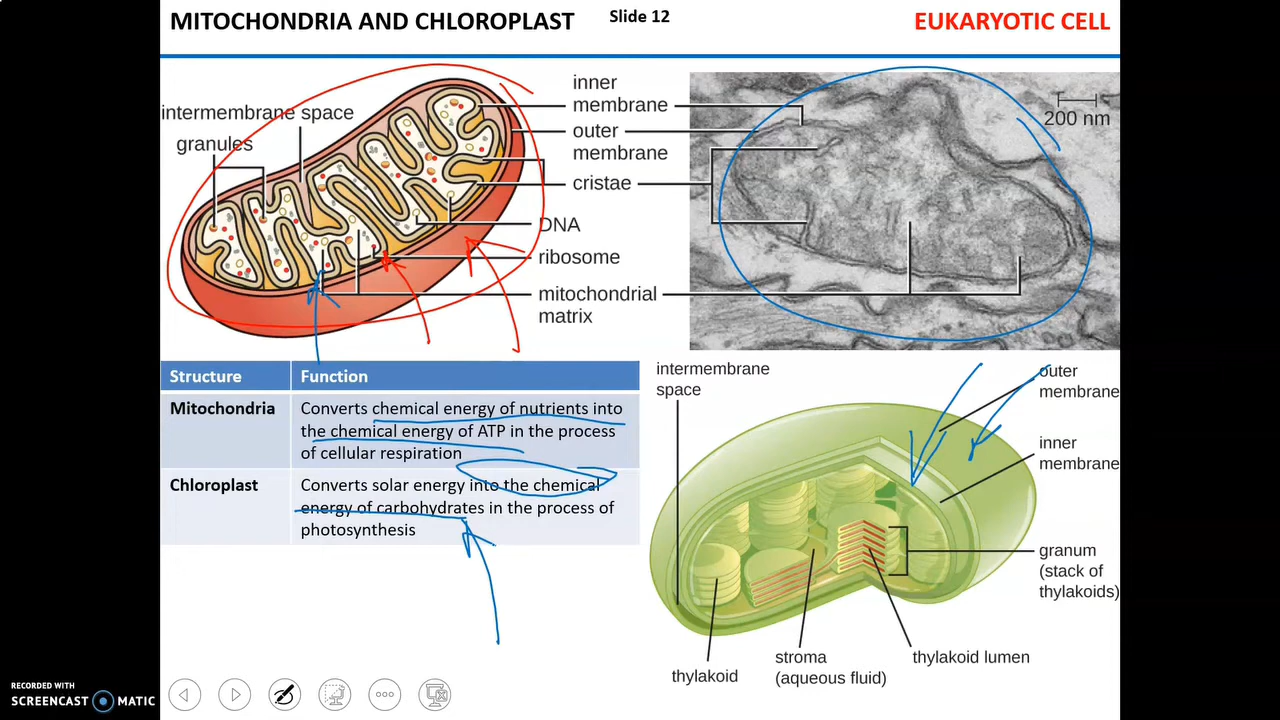 MITOCHONDRIA AND CHLOROPLAST
Slide 12
EUKARYOTIC CELL
intermembrane space
granules
inner
membrane
outer
membrane
cristae
DNA
ribosome
mitochondrial
matrix
200 nm
Structure
Function
Mitochondria
Converts chemical energy of nutrients into
the chemical energy of ATP in the process
of cellular respiration
Chloroplast
Converts solar energy into the chemical
energy of carbohydrates in the process of
photosynthesis
intermembrane
space
outer
membrane
inner
membrane
granum
(stack of
thylakoids)
thylakoid lumen
stroma
(aqueous fluid)
thylakoid
RECORDED WITH
SCREENCAST MATIC